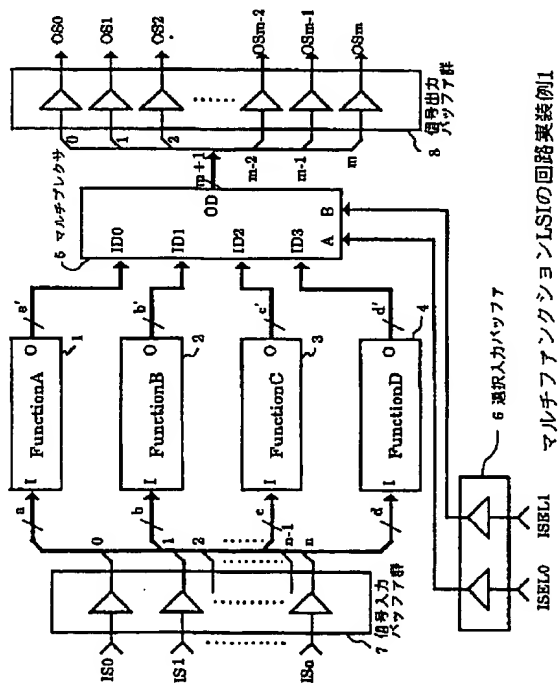 IS0
IS1
ISn
7 信号入力
バッファ群
0
1
2
n-1
n
a
b
c
d
I FunctionA O
1
I FunctionB O
2
I FunctionC O
3
I FunctionD O
4
a'
b'
c'
d'
5 マルチプレクサ
ID0
ID1
ID2
ID3
OD
A
B
m+1
0
1
2
m-2
m-1
m
8 信号出力
バッファ群
OS0
OS1
OS2
OSm-2
OSm-1
OSm
6 選択入力バッファ
ISEL0
ISEL1
マルチファンクションLSIの回路実装例1